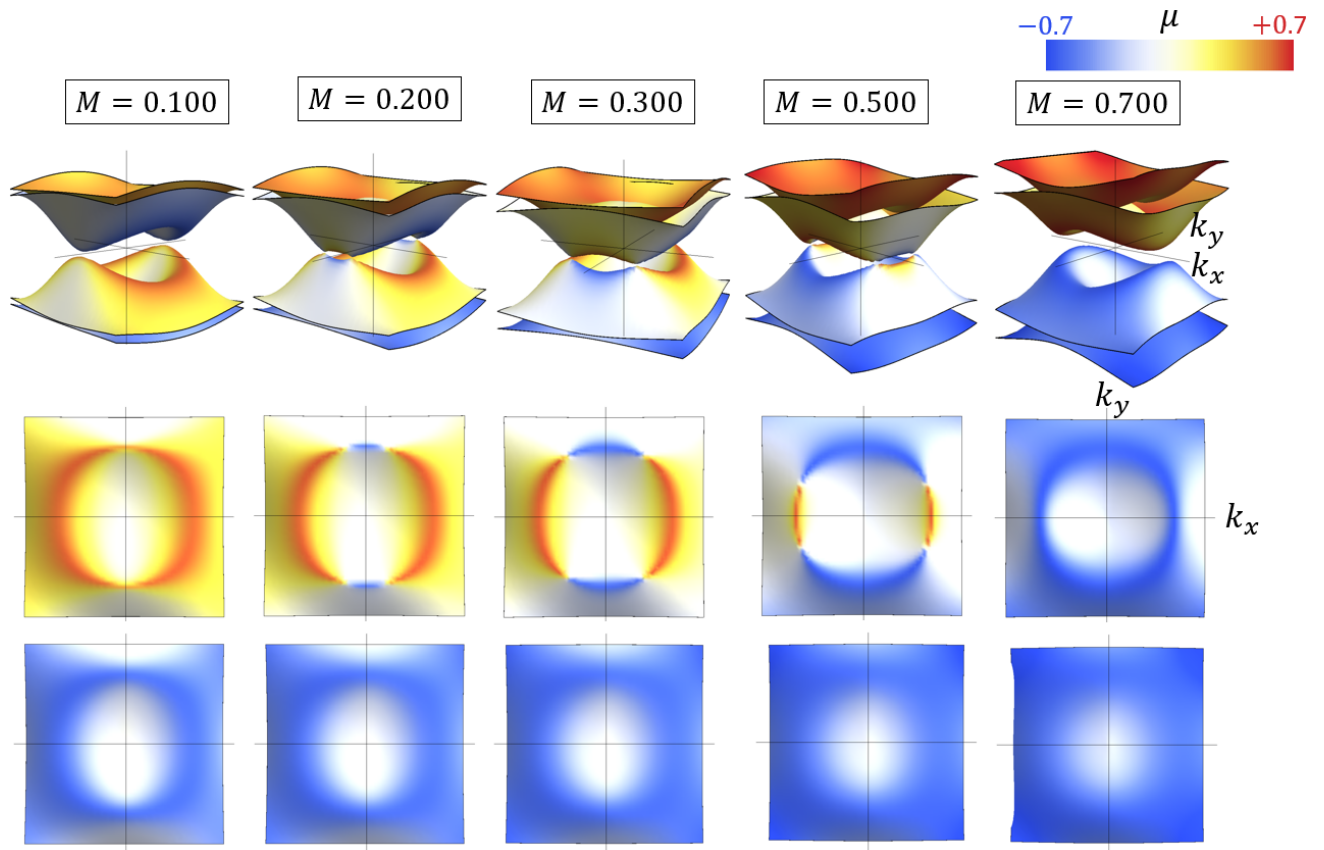 μ
−0.7 +0.7
M = 0.100 M = 0.200 M = 0.300 M = 0.500 M = 0.700
k_y
k_x
k_y
k_x